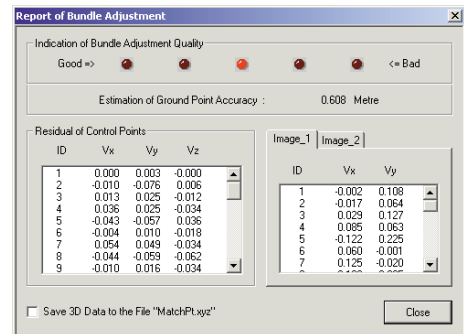 Report of Bundle Adjustment
Indication of Bundle Adjustment Quality
Good => <= Bad
Estimation of Ground Point Accuracy : 0.608 Metre
Residual of Control Points
ID Vx Vy Vz
1 0.000 0.003 -0.000
2 -0.010 -0.076 0.006
3 0.013 0.025 -0.012
4 0.036 0.025 -0.034
5 -0.043 -0.057 0.036
6 -0.004 0.010 -0.018
7 0.054 0.049 -0.034
8 -0.044 -0.059 -0.062
9 -0.010 0.016 -0.034
Image_1 Image_2
ID Vx Vy
1 -0.002 0.108
2 -0.017 0.064
3 0.029 0.127
4 0.085 0.063
5 -0.122 0.225
6 0.060 -0.001
7 0.125 -0.020
Save 3D Data to the File "MatchPt.xyz"
Close